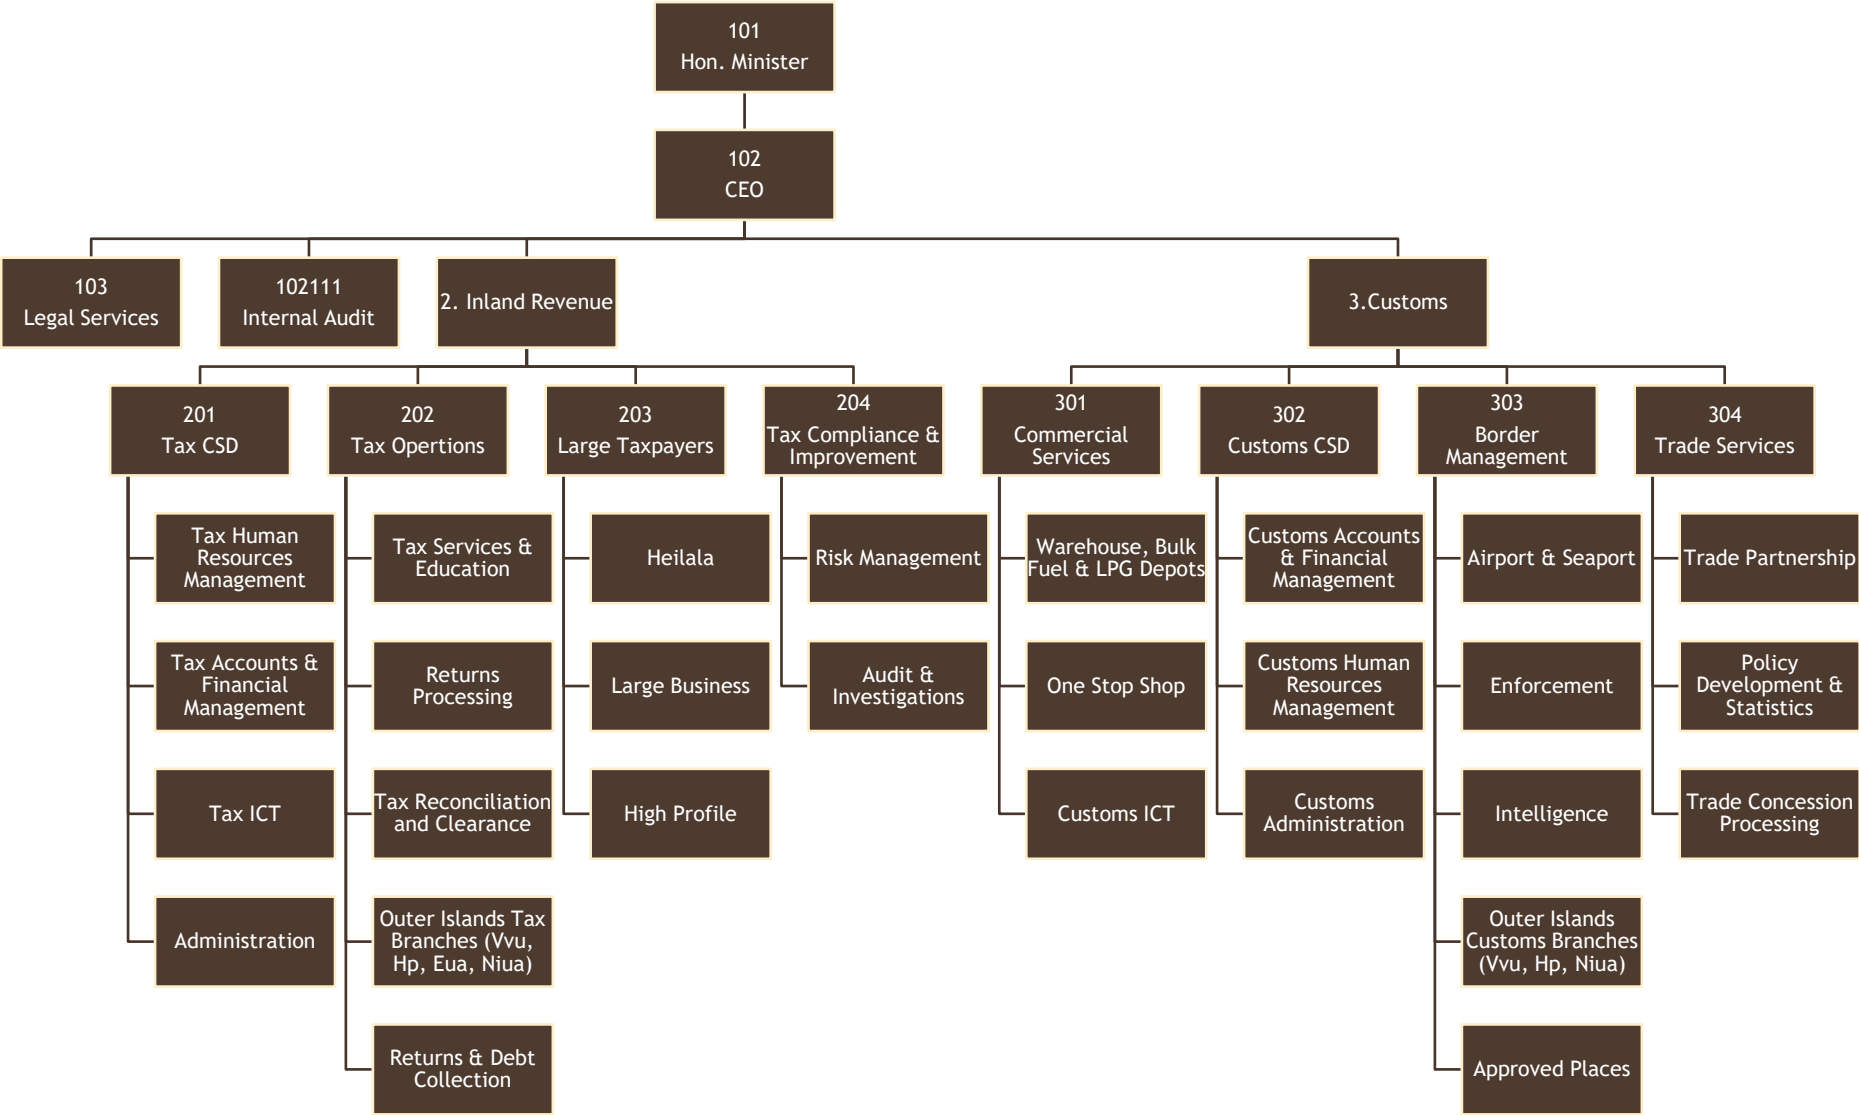 101
Hon. Minister
102
CEO
103
Legal Services
102111
Internal Audit
2. Inland Revenue
3.Customs
201
Tax CSD
202
Tax Opertions
203
Large Taxpayers
204
Tax Compliance &
Improvement
301
Commercial
Services
302
Customs CSD
303
Border
Management
304
Trade Services
Tax Human
Resources
Management
Tax Services &
Education
Heilala
Risk Management
Warehouse, Bulk
Fuel & LPG Depots
Customs Accounts
& Financial
Management
Airport & Seaport
Trade Partnership
Tax Accounts &
Financial
Management
Returns
Processing
Large Business
Audit &
Investigations
One Stop Shop
Customs Human
Resources
Management
Enforcement
Policy
Development &
Statistics
Tax ICT
Tax Reconciliation
and Clearance
High Profile
Customs ICT
Customs
Administration
Intelligence
Trade Concession
Processing
Administration
Outer Islands Tax
Branches (Vvu,
Hp, Eua, Niua)
Outer Islands
Customs Branches
(Vvu, Hp, Niua)
Returns & Debt
Collection
Approved Places